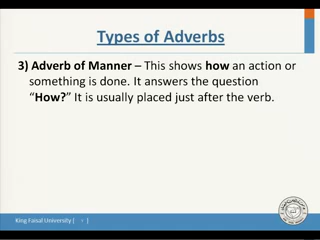 Types of Adverbs
3) Adverb of Manner – This shows how an action or
something is done. It answers the question
“How?” It is usually placed just after the verb.
King Faisal University [ ]